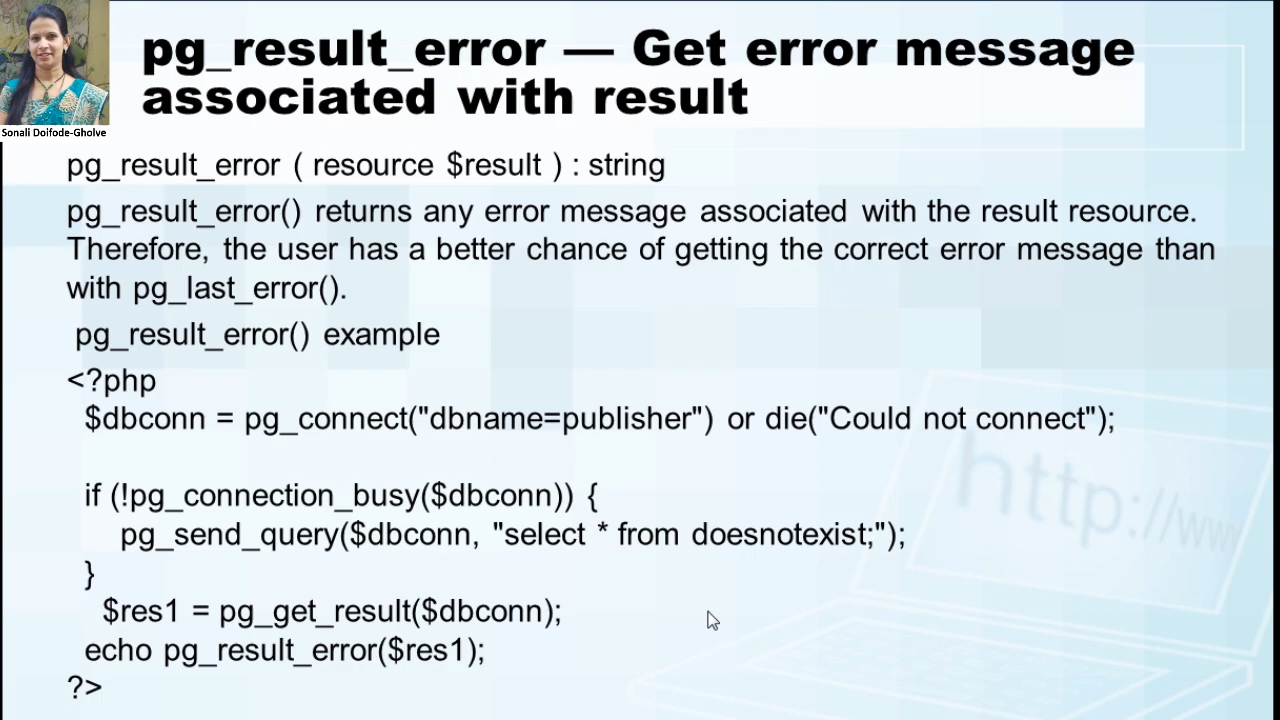 pg_result_error — Get error message
associated with result
Sonali Doifode-Gholve
pg_result_error ( resource $result ) : string
pg_result_error() returns any error message associated with the result resource.
Therefore, the user has a better chance of getting the correct error message than
with pg_last_error().
pg_result_error() example
<?php
$dbconn = pg_connect("dbname=publisher") or die("Could not connect");
if (!pg_connection_busy($dbconn)) {
pg_send_query($dbconn, "select * from doesnotexist;");
}
$res1 = pg_get_result($dbconn);
echo pg_result_error($res1);
?>
http://ww